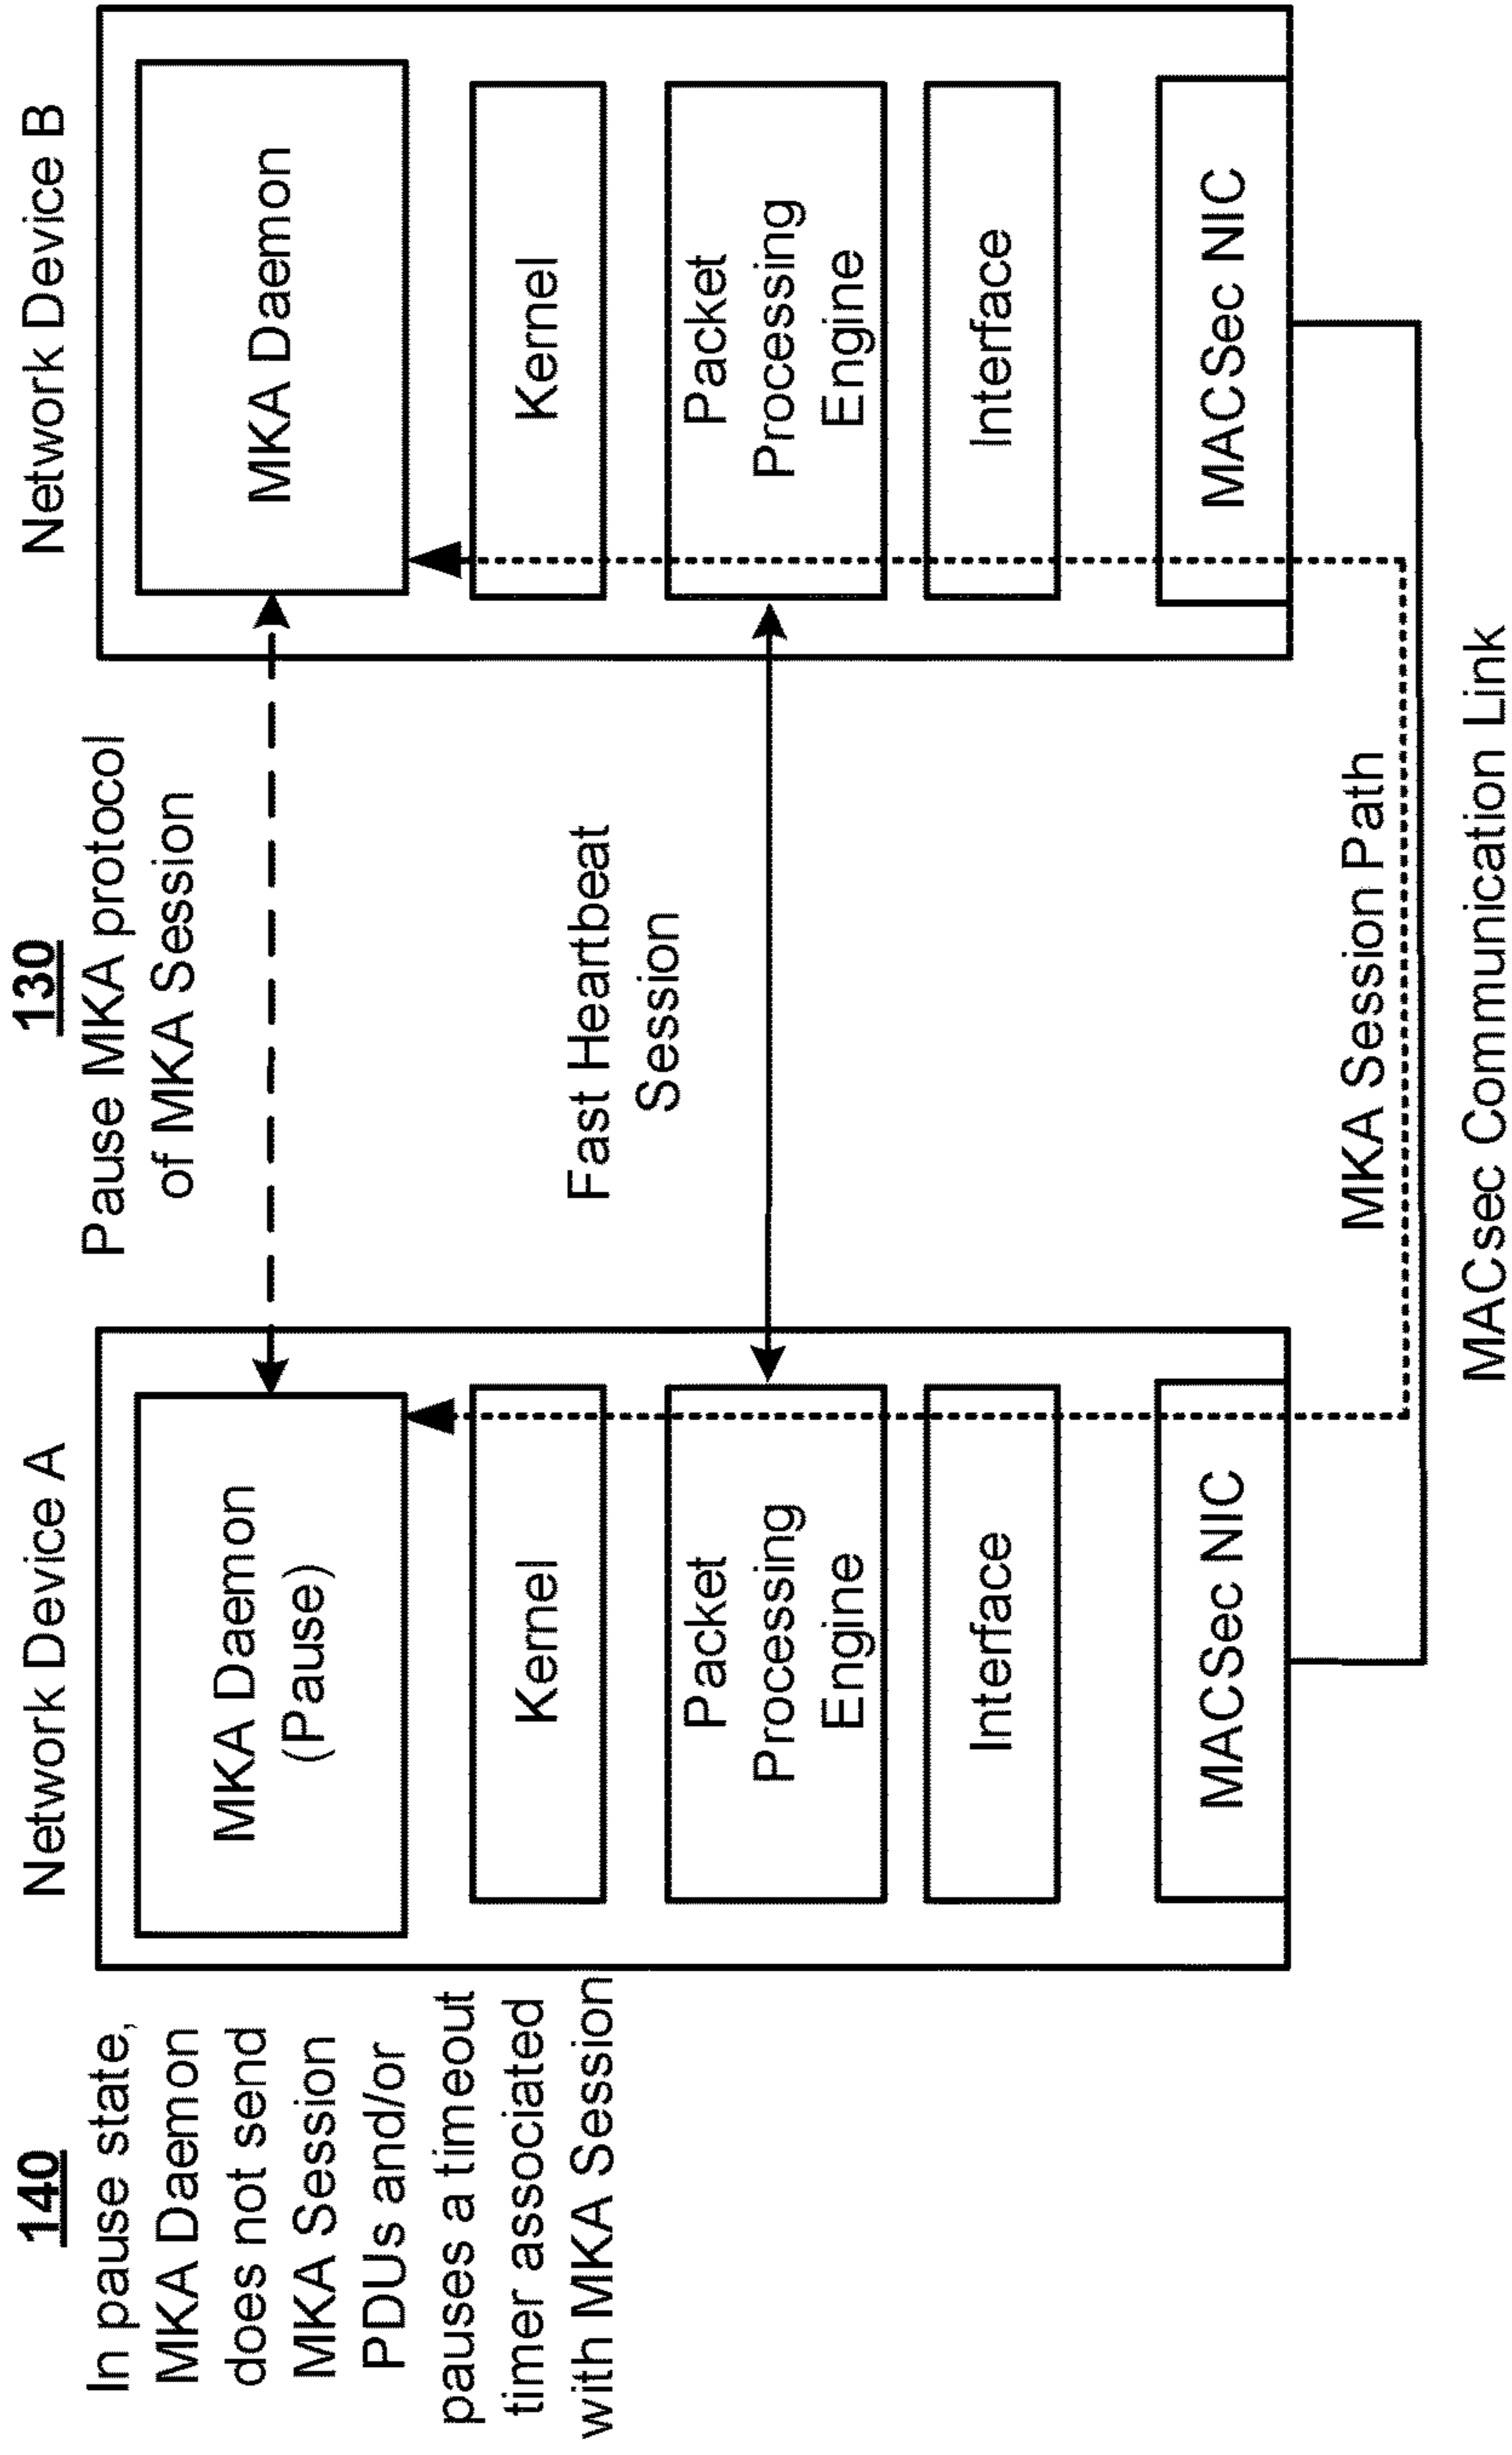 140
In pause state,
MKA Daemon
does not send
MKA Session
PDUs and/or
pauses a timeout
timer associated
with MKA Session
Network Device A
MKA Daemon
(Pause)
Kernel
Packet
Processing
Engine
Interface
MACSec NIC
130
Pause MKA protocol
of MKA Session
Fast Heartbeat
Session
MKA Session Path
MACsec Communication Link
Network Device B
MKA Daemon
Kernel
Packet
Processing
Engine
Interface
MACSec NIC